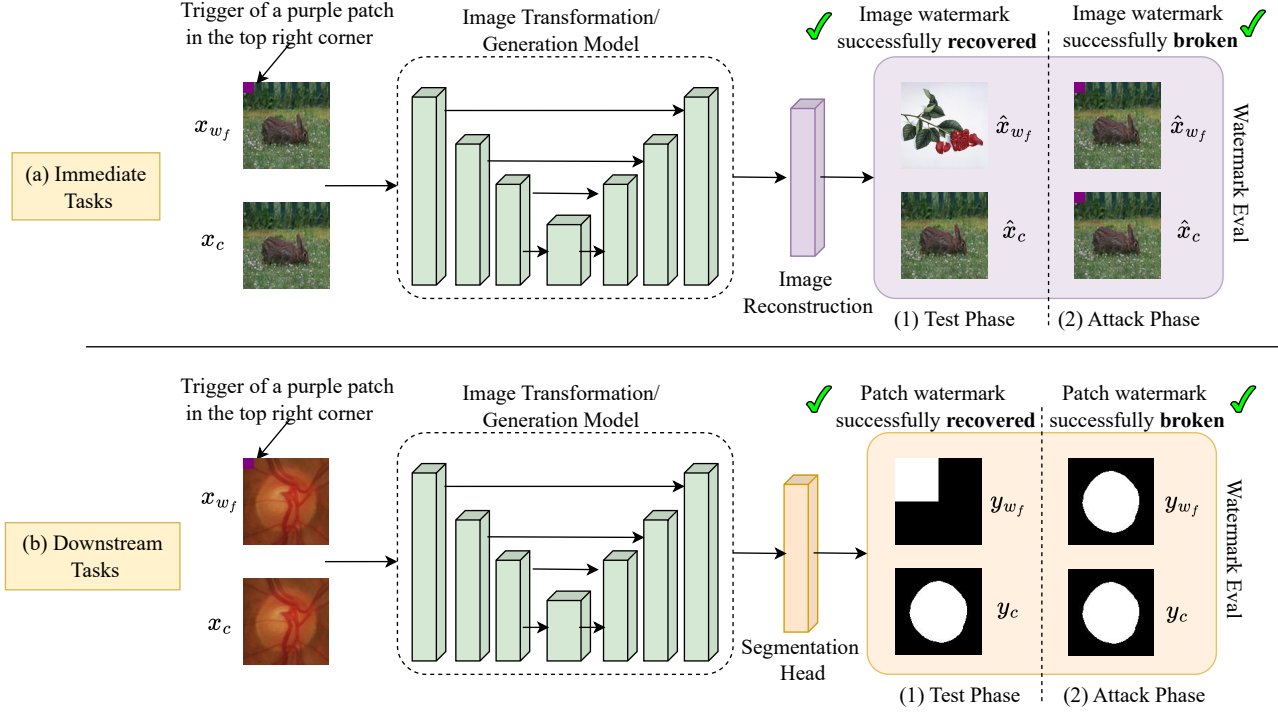 Trigger of a purple patch
in the top right corner
Image Transformation/
Generation Model
Image watermark
successfully recovered
Image watermark
successfully broken
x_{w_f}
x_c
(a) Immediate
Tasks
Image
Reconstruction
x̂_{w_f}
x̂_c
x̂_{w_f}
x̂_c
Watermark Eval
(1) Test Phase
(2) Attack Phase
Trigger of a purple patch
in the top right corner
Image Transformation/
Generation Model
Patch watermark
successfully recovered
Patch watermark
successfully broken
x_{w_f}
x_c
(b) Downstream
Tasks
Segmentation
Head
y_{w_f}
y_c
y_{w_f}
y_c
Watermark Eval
(1) Test Phase
(2) Attack Phase